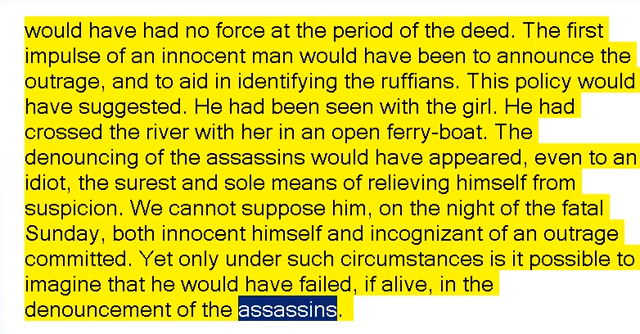 would have had no force at the period of the deed. The first
impulse of an innocent man would have been to announce the
outrage, and to aid in identifying the ruffians. This policy would
have suggested. He had been seen with the girl. He had
crossed the river with her in an open ferry-boat. The
denouncing of the assassins would have appeared, even to an
idiot, the surest and sole means of relieving himself from
suspicion. We cannot suppose him, on the night of the fatal
Sunday, both innocent himself and incognizant of an outrage
committed. Yet only under such circumstances is it possible to
imagine that he would have failed, if alive, in the
denouncement of the assassins.